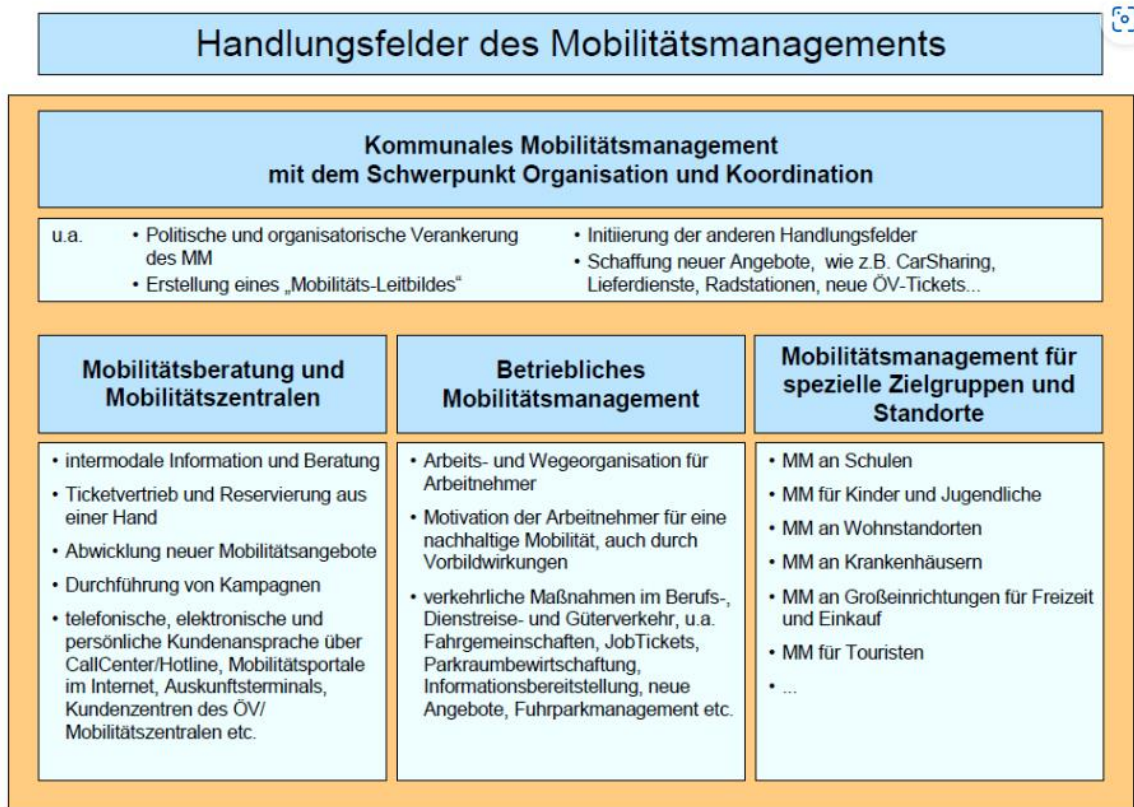 Handlungsfelder des Mobilitätsmanagements
Kommunales Mobilitätsmanagement
mit dem Schwerpunkt Organisation und Koordination
u.a.
• Politische und organisatorische Verankerung
des MM
• Erstellung eines „Mobilitäts-Leitbildes“
• Initiierung der anderen Handlungsfelder
• Schaffung neuer Angebote, wie z.B. CarSharing,
Lieferdienste, Radstationen, neue ÖV-Tickets...
Mobilitätsberatung und
Mobilitätszentralen
• intermodale Information und Beratung
• Ticketvertrieb und Reservierung aus
einer Hand
• Abwicklung neuer Mobilitätsangebote
• Durchführung von Kampagnen
• telefonische, elektronische und
persönliche Kundenansprache über
CallCenter/Hotline, Mobilitätsportale
im Internet, Auskunftsterminals,
Kundenzentren des ÖV/
Mobilitätszentralen etc.
Betriebliches
Mobilitätsmanagement
• Arbeits- und Wegeorganisation für
Arbeitnehmer
• Motivation der Arbeitnehmer für eine
nachhaltige Mobilität, auch durch
Vorbildwirkungen
• verkehrliche Maßnahmen im Berufs-,
Dienstreise- und Güterverkehr, u.a.
Fahrgemeinschaften, JobTickets,
Parkraumbewirtschaftung,
Informationsbereitstellung, neue
Angebote, Fuhrparkmanagement etc.
Mobilitätsmanagement für
spezielle Zielgruppen und
Standorte
• MM an Schulen
• MM für Kinder und Jugendliche
• MM an Wohnstandorten
• MM an Krankenhäusern
• MM an Großeinrichtungen für Freizeit
und Einkauf
• MM für Touristen
• ...